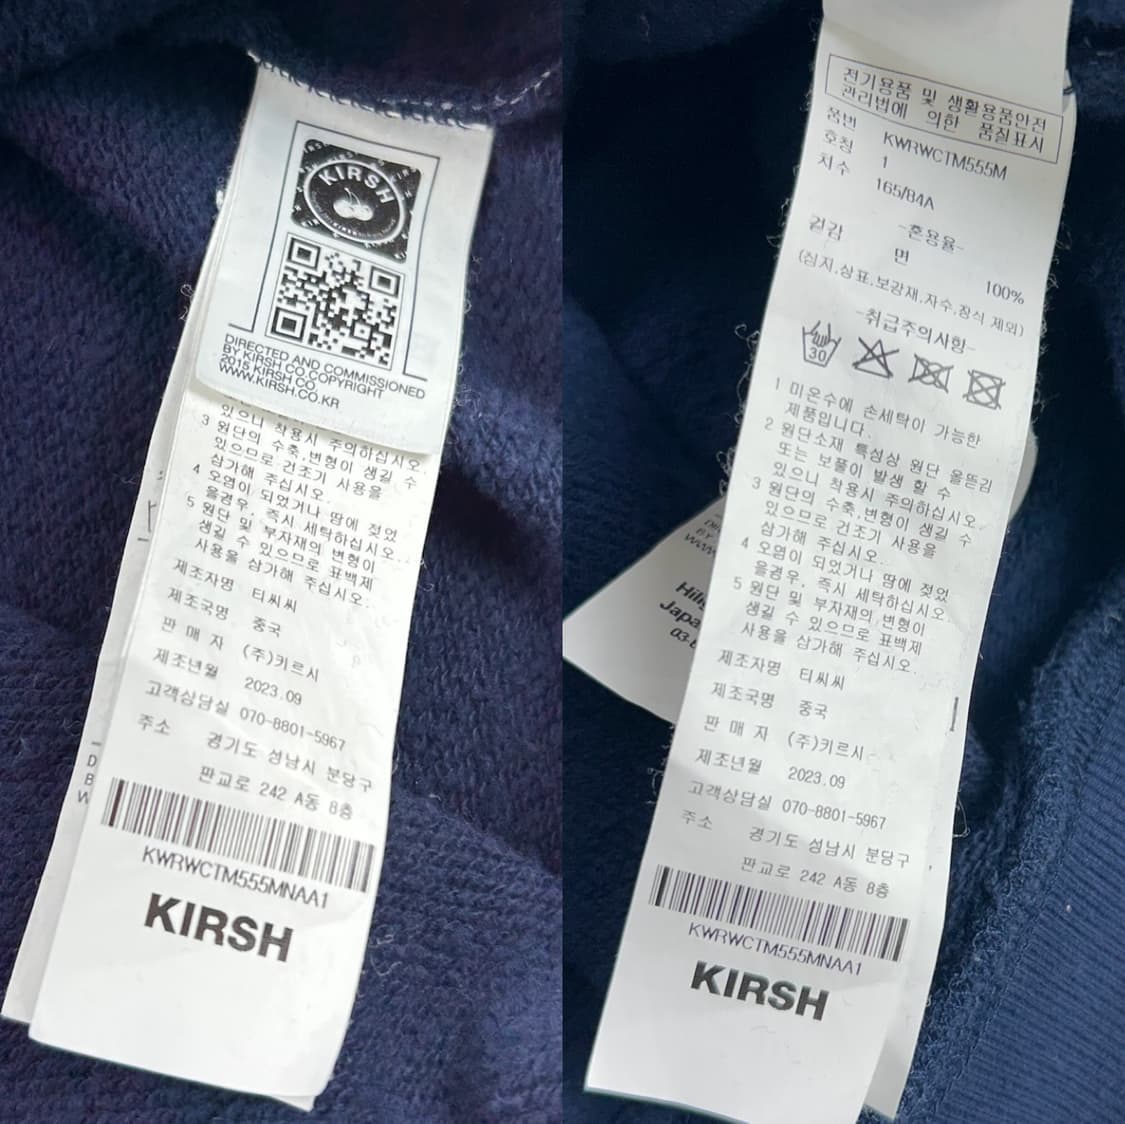 KIRSH
DIRECTED AND COMMISSIONED
BY KIRSH CO.COPYRIGHT
2015 KIRSH CO.
WWW.KIRSH.CO.KR
있으니 착용시 주의하십시오.
3 원단의 수축,변형이 생길 수
있으므로 건조기 사용을
삼가해 주십시오.
4 오염이 되었거나 땀에 젖었
을경우, 즉시 세탁하십시오.
5 원단 및 부자재의 변형이
생길 수 있으므로 표백제
사용을 삼가해 주십시오.
제조자명 티씨씨
제조국명 중국
판 매 자 (주)키르시
제조년월 2023.09
고객상담실 070-8801-5967
주소 경기도 성남시 분당구
판교로 242 A동 8층
KWRWCTM555MNAA1
KIRSH
전기용품 및 생활용품안전
관리법에 의한 품질표시
품번 KWRWCTM555M
호칭 1
치수 165/84A
-혼용율-
겉감 면 100%
(심지,상표,보강재,자수,장식 제외)
-취급주의사항-
30
1 미온수에 손세탁이 가능한
제품입니다.
2 원단소재 특성상 원단 올뜯김
또는 보풀이 발생 할 수
있으니 착용시 주의하십시오.
3 원단의 수축,변형이 생길 수
있으므로 건조기 사용을
삼가해 주십시오.
4 오염이 되었거나 땀에 젖었
을경우, 즉시 세탁하십시오.
5 원단 및 부자재의 변형이
생길 수 있으므로 표백제
사용을 삼가해 주십시오.
제조자명 티씨씨
제조국명 중국
판 매 자 (주)키르시
제조년월 2023.09
고객상담실 070-8801-5967
주소 경기도 성남시 분당구
판교로 242 A동 8층
KWRWCTM555MNAA1
KIRSH